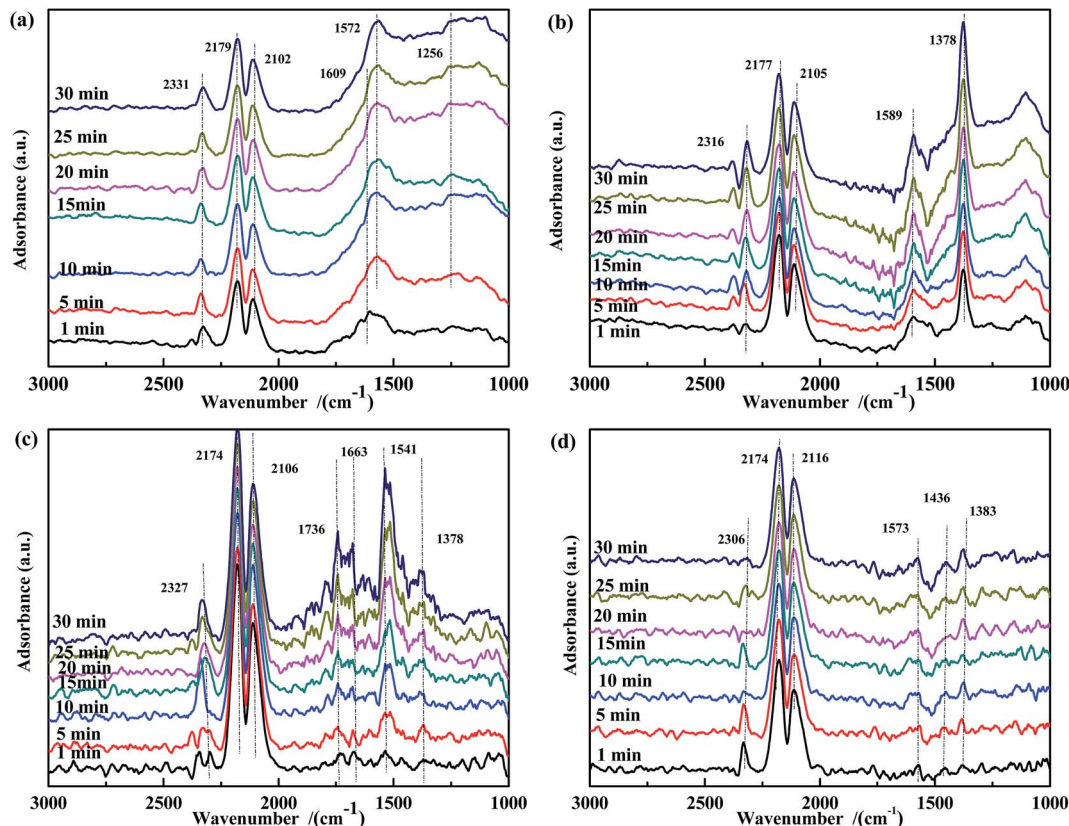 (a)
1572
2179
2102
1256
1609
2331
30 min
25 min
20 min
15min
10 min
5 min
1 min
Adsorbance (a.u.)
3000 2500 2000 1500 1000
Wavenumber /(cm-1)
(b)
1378
2177
2105
1589
2316
30 min
25 min
20 min
15min
10 min
5 min
1 min
Adsorbance (a.u.)
3000 2500 2000 1500 1000
Wavenumber /(cm-1)
(c)
2174
1663
1541
2106
1736
1378
2327
30 min
25 min
20 min
15min
10 min
5 min
1 min
Adsorbance (a.u.)
3000 2500 2000 1500 1000
Wavenumber /(cm-1)
(d)
2174
2116
1436
1573
1383
2306
30 min
25 min
20 min
15min
10 min
5 min
1 min
Adsorbance (a.u.)
3000 2500 2000 1500 1000
Wavenumber /(cm-1)